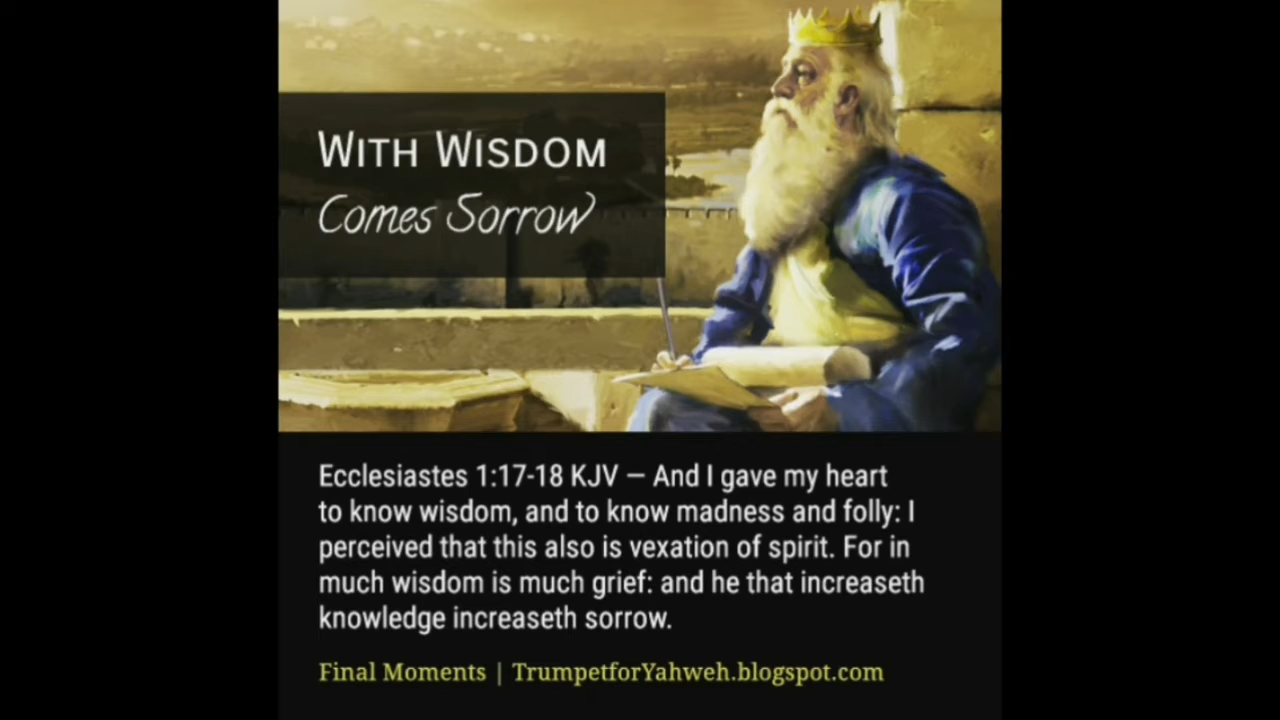 With Wisdom
Comes Sorrow
Ecclesiastes 1:17-18 KJV — And I gave my heart
to know wisdom, and to know madness and folly: I
perceived that this also is vexation of spirit. For in
much wisdom is much grief: and he that increaseth
knowledge increaseth sorrow.
Final Moments | TrumpetforYahweh.blogspot.com